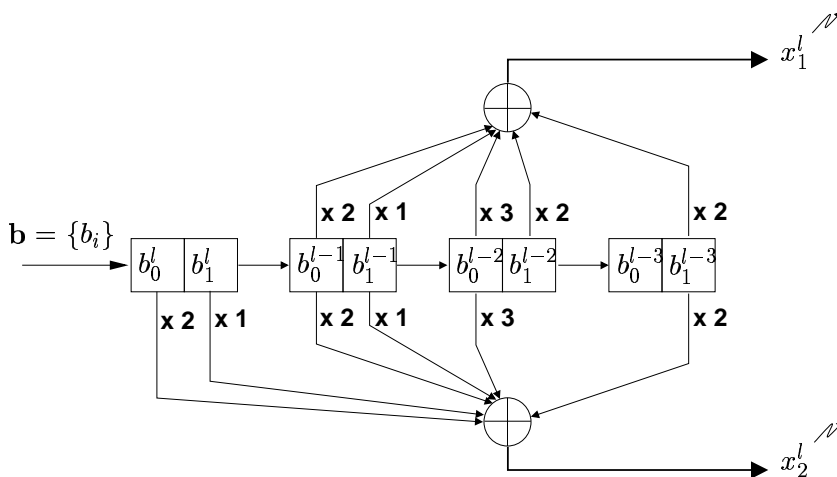 x_1^l
x 2 x 1 x 3 x 2 x 2
b = {b_i}
b_0^l b_1^l b_0^{l−1} b_1^{l−1} b_0^{l−2} b_1^{l−2} b_0^{l−3} b_1^{l−3}
x 2 x 1 x 2 x 1 x 3 x 2
x_2^l